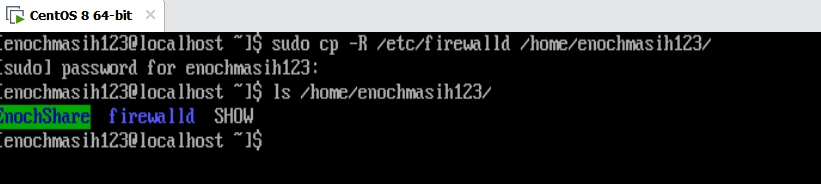 CentOS 8 64-bit
[enochmasih123@localhost ~]$ sudo cp -R /etc/firewalld /home/enochmasih123/
[sudo] password for enochmasih123:
[enochmasih123@localhost ~]$ ls /home/enochmasih123/
EnochShare firewalld SHOW
[enochmasih123@localhost ~]$